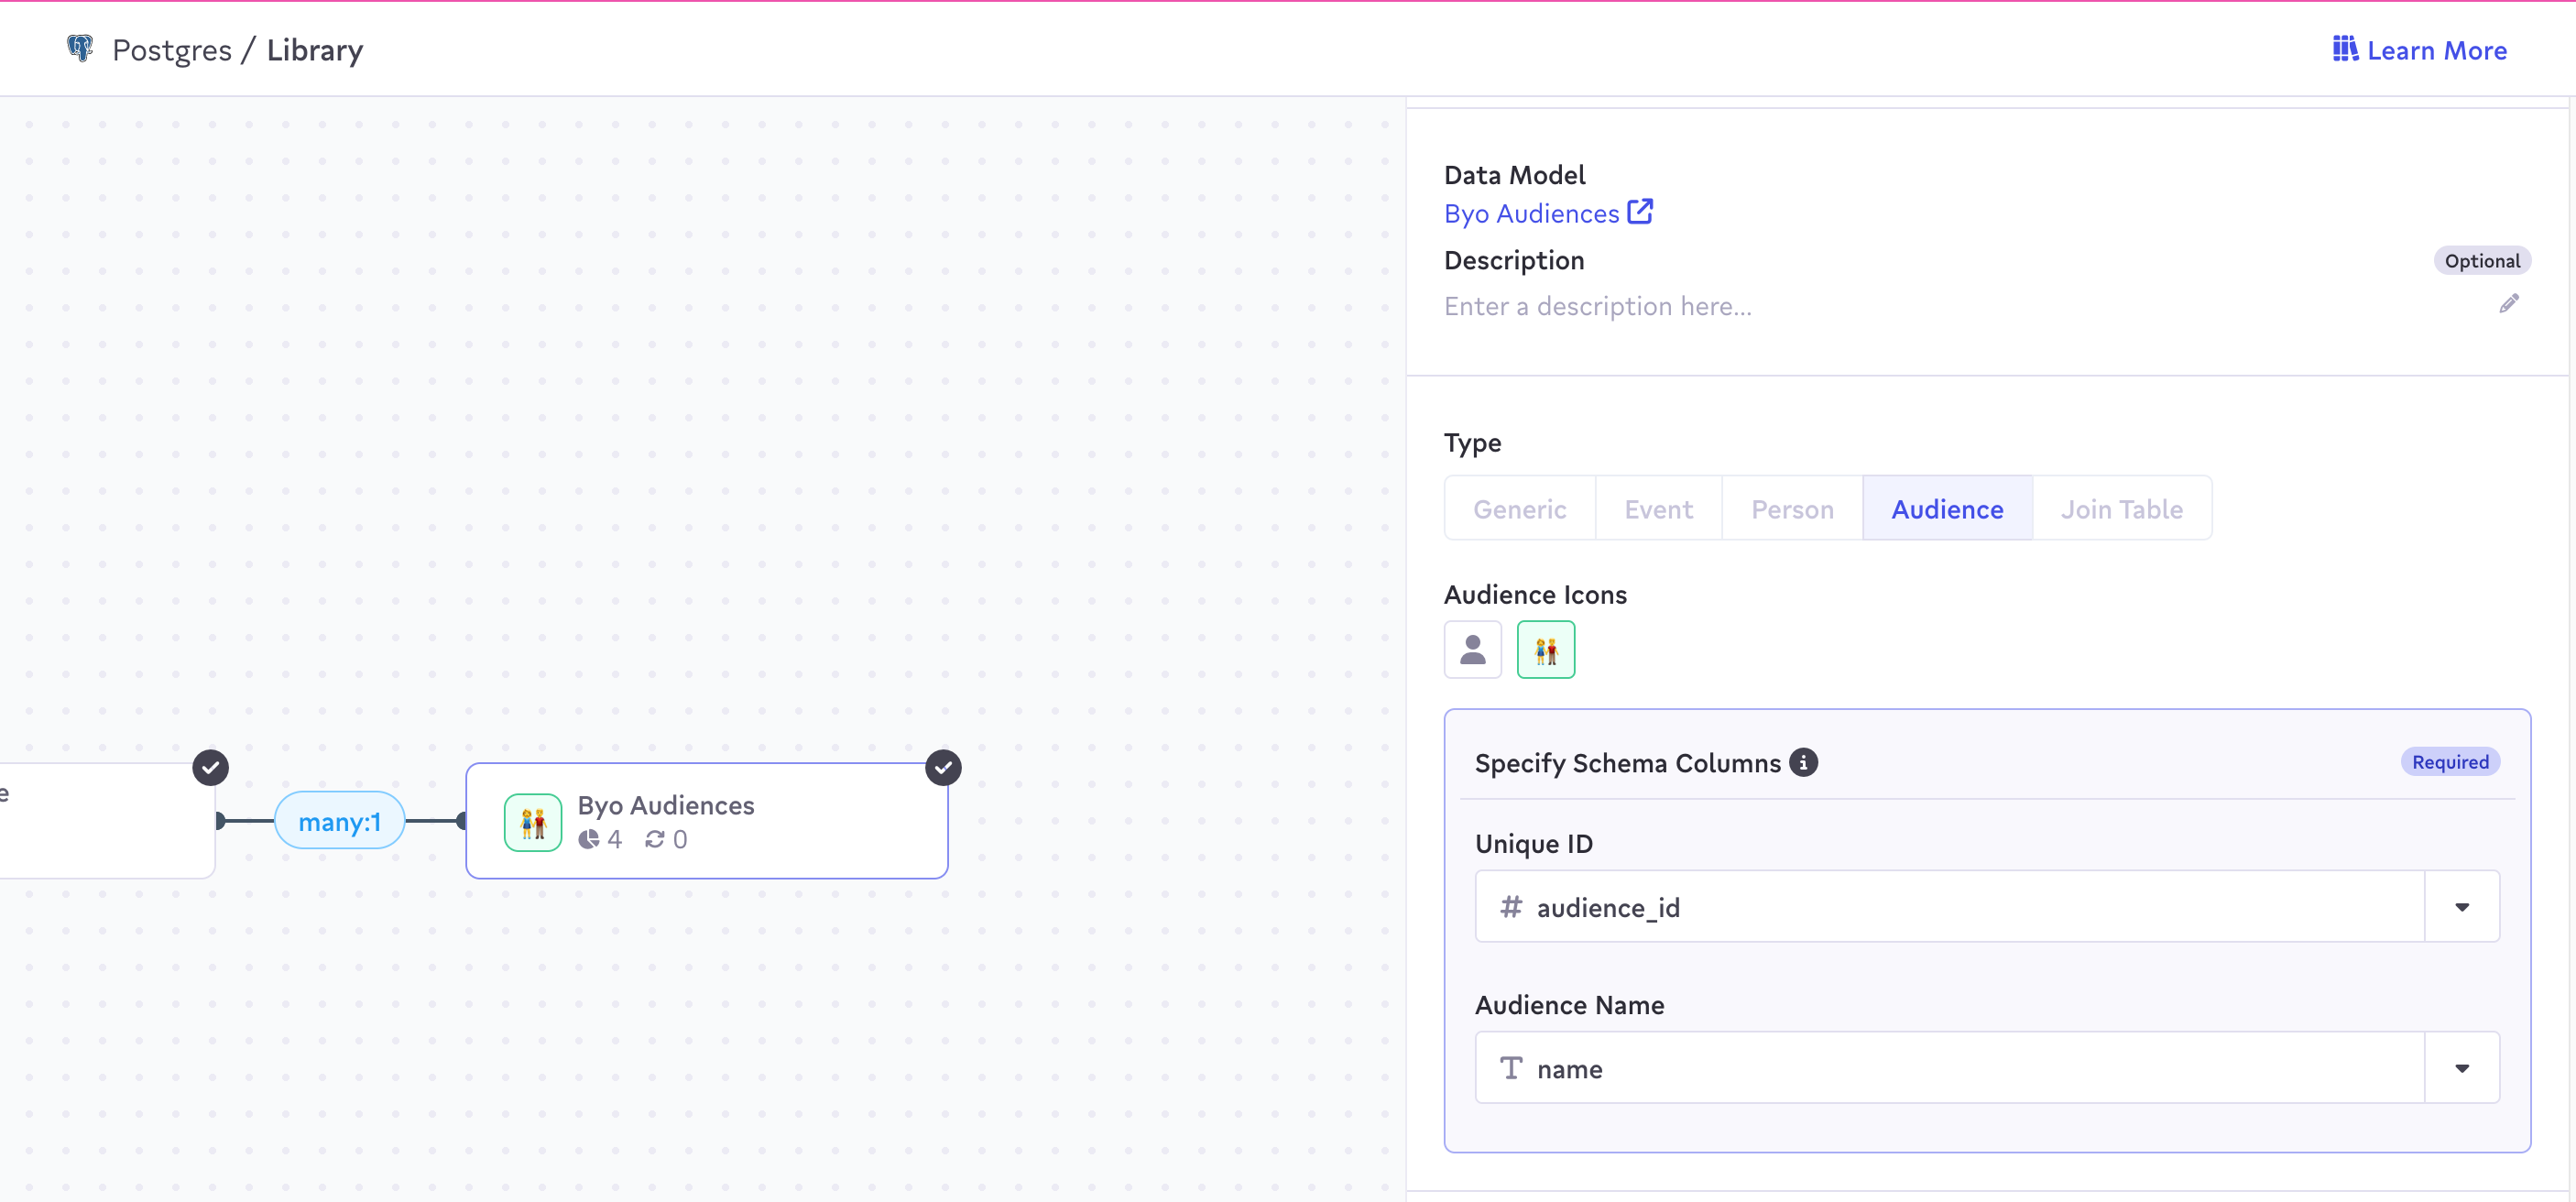 Postgres / Library
Learn More
Data Model
Byo Audiences
Description
Optional
Enter a description here...
Type
Generic
Event
Person
Audience
Join Table
Audience Icons
Specify Schema Columns
Required
Unique ID
# audience_id
Audience Name
T name
e
many:1
Byo Audiences
4
0